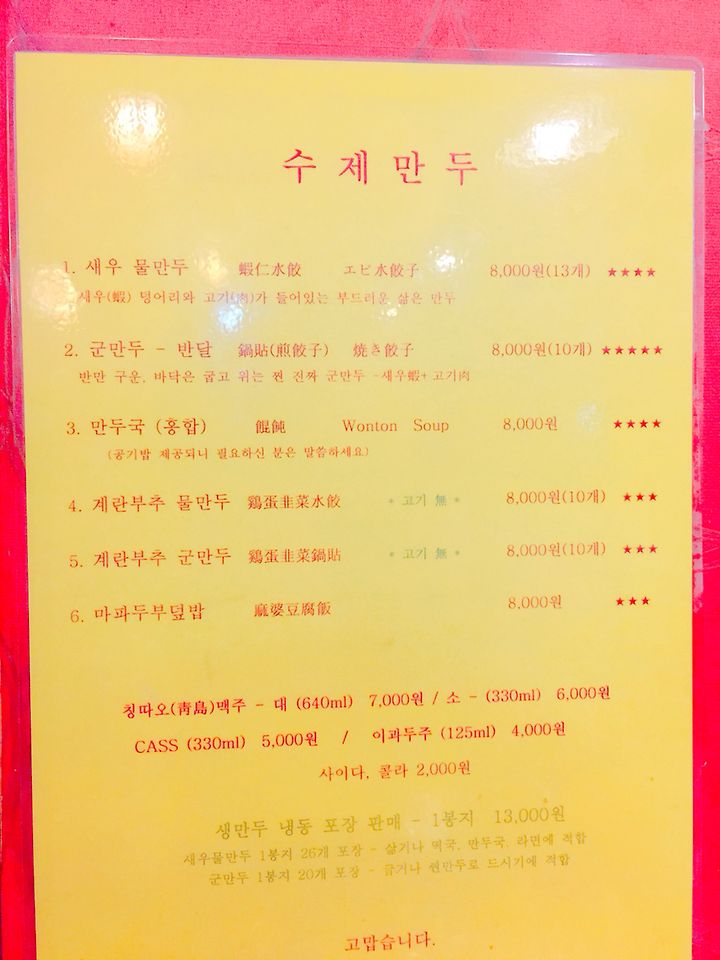 수제만두
1. 새우 물만두 蝦仁水餃 エビ水餃子 8,000원(13개) ★★★★
새우(蝦) 덩어리와 고기(肉)가 들어있는 부드러운 삶은 만두
2. 군만두 - 반달 鍋貼(煎餃子) 焼き餃子 8,000원(10개) ★★★★★
반만 구운, 바닥은 굽고 위는 찐 진짜 군만두 -새우蝦+고기肉
3. 만두국 (홍합) 餛飩 Wonton Soup 8,000원 ★★★★
(공기밥 제공되니 필요하신 분은 말씀하세요)
4. 계란부추 물만두 鷄蛋韭菜水餃 * 고기 無 * 8,000원(10개) ★★★
5. 계란부추 군만두 鷄蛋韭菜鍋貼 * 고기 無 * 8,000원(10개) ★★★
6. 마파두부덮밥 麻婆豆腐飯 8,000원 ★★★
칭따오(靑島)맥주 - 대 (640ml) 7,000원 / 소 - (330ml) 6,000원
CASS (330ml) 5,000원 / 이과두주 (125ml) 4,000원
사이다, 콜라 2,000원
생만두 냉동 포장 판매 - 1봉지 13,000원
새우물만두 1봉지 26개 포장 - 삶기나 떡국, 만두국, 라면에 적합
군만두 1봉지 20개 포장 - 굽거나 찐만두로 드시기에 적합
고맙습니다.